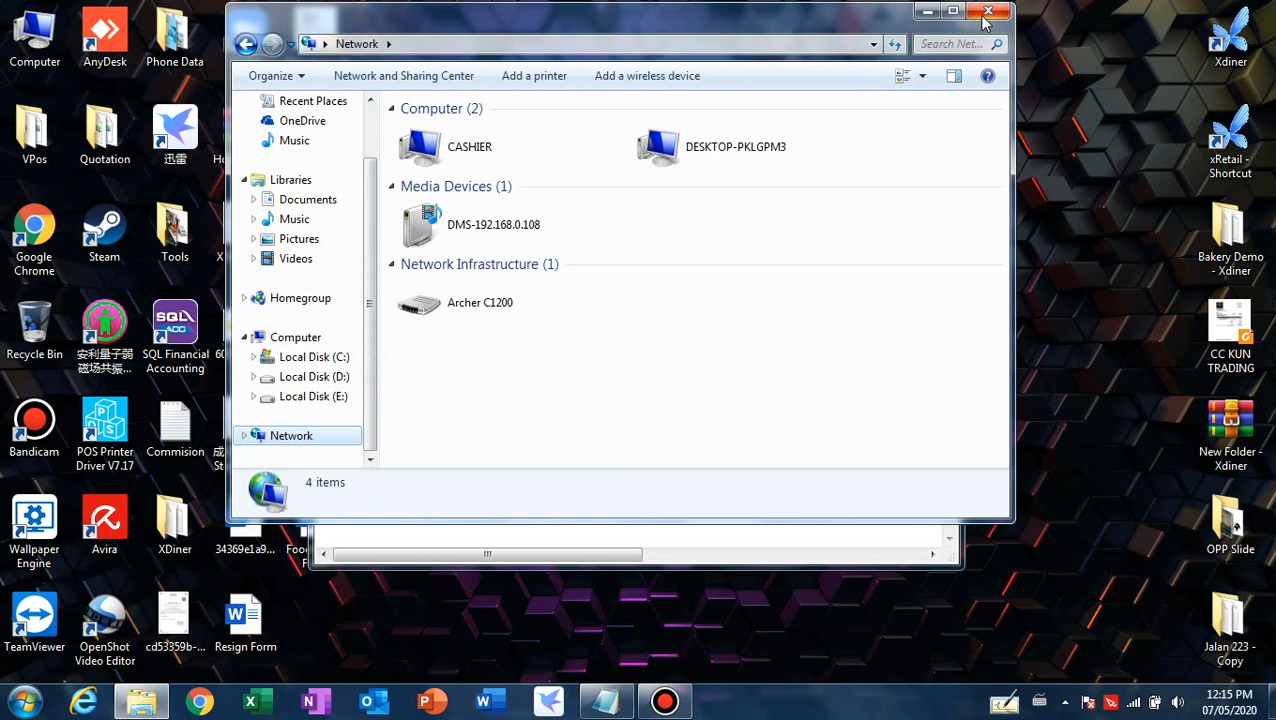 Network
Search Net...
Organize
Network and Sharing Center
Add a printer
Add a wireless device
Recent Places
OneDrive
Music
Libraries
Documents
Music
Pictures
Videos
Homegroup
Computer
Local Disk (C:)
Local Disk (D:)
Local Disk (E:)
Network
Computer (2)
CASHIER
DESKTOP-PKLGPM3
Media Devices (1)
DMS-192.168.0.108
Network Infrastructure (1)
Archer C1200
4 items
Computer
AnyDesk
Phone Data
VPos
Quotation
迅雷
Google
Chrome
Steam
Tools
Recycle Bin
安利量子弱
磁场共振...
SQL
ACC
SQL Financial
Accounting
Bandicam
POS
POS Printer
Driver V7.17
Commision
Wallpaper
Engine
Avira
XDiner
34369e1a9...
TeamViewer
OpenShot
Video Editor
cd53359b-...
Resign Form
Xdiner
xRetail -
Shortcut
Bakery Demo
- Xdiner
CC KUN
TRADING
New Folder -
Xdiner
OPP Slide
Jalan 223 -
Copy
12:15 PM
07/05/2020